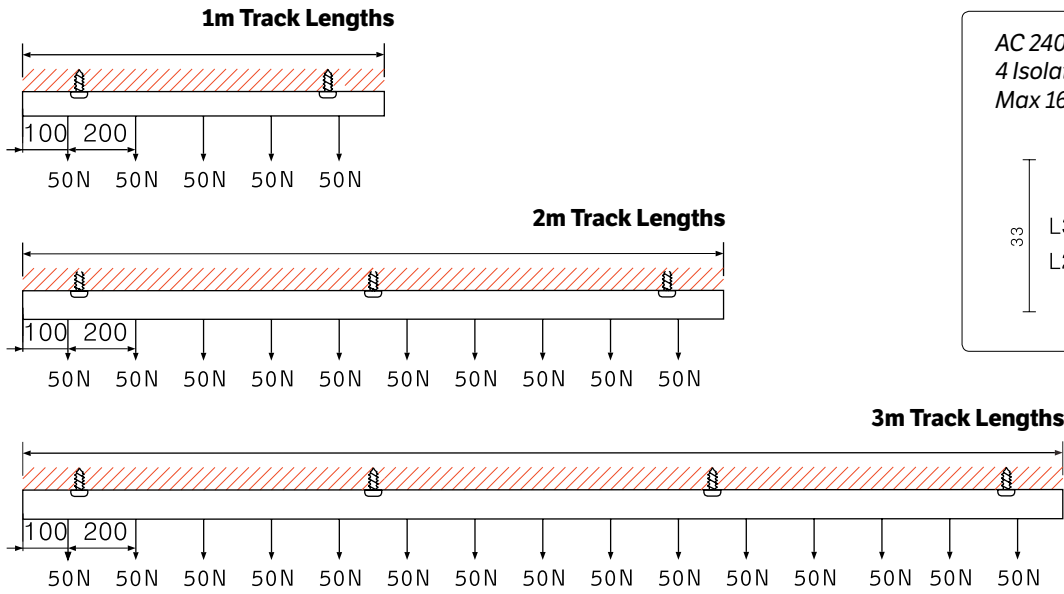 1m Track Lengths
100 200
50N 50N 50N 50N 50N
2m Track Lengths
100 200
50N 50N 50N 50N 50N 50N 50N 50N 50N 50N
3m Track Lengths
100 200
50N 50N 50N 50N 50N 50N 50N 50N 50N 50N 50N 50N 50N 50N 50N
AC 240
4 Isola
Max 16
33
L3
L2